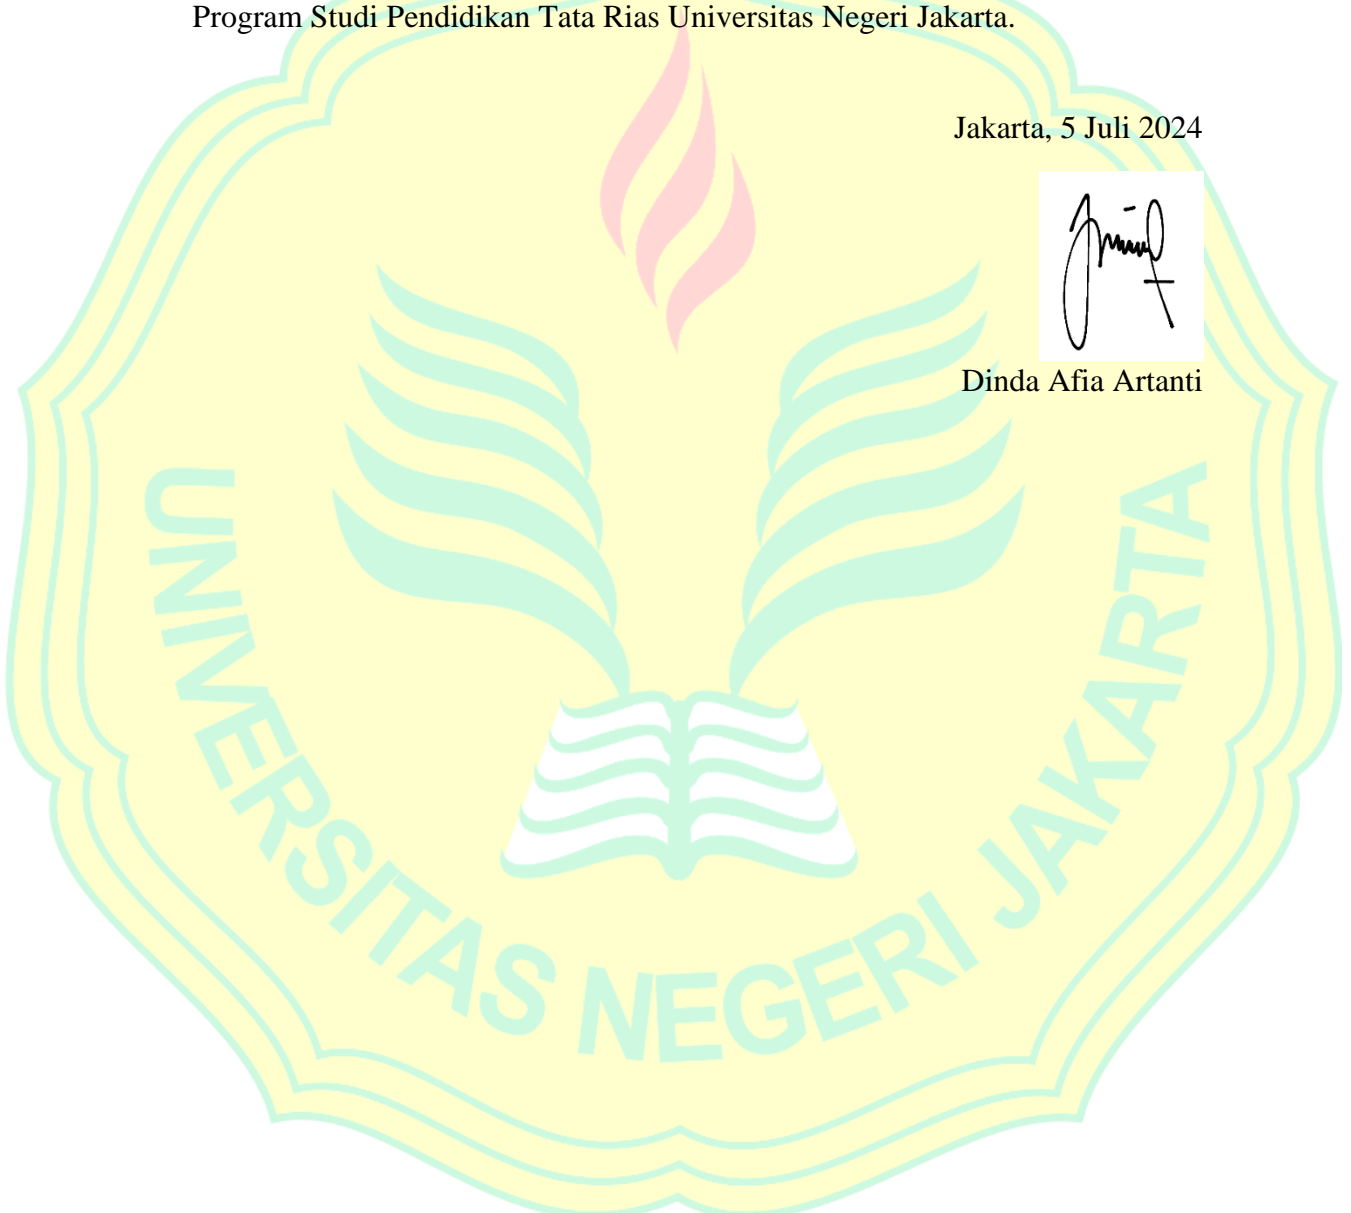 Program Studi Pendidikan Tata Rias Universitas Negeri Jakarta.
Jakarta, 5 Juli 2024
Dinda Afia Artanti
UNIVERSITAS NEGERI JAKARTA